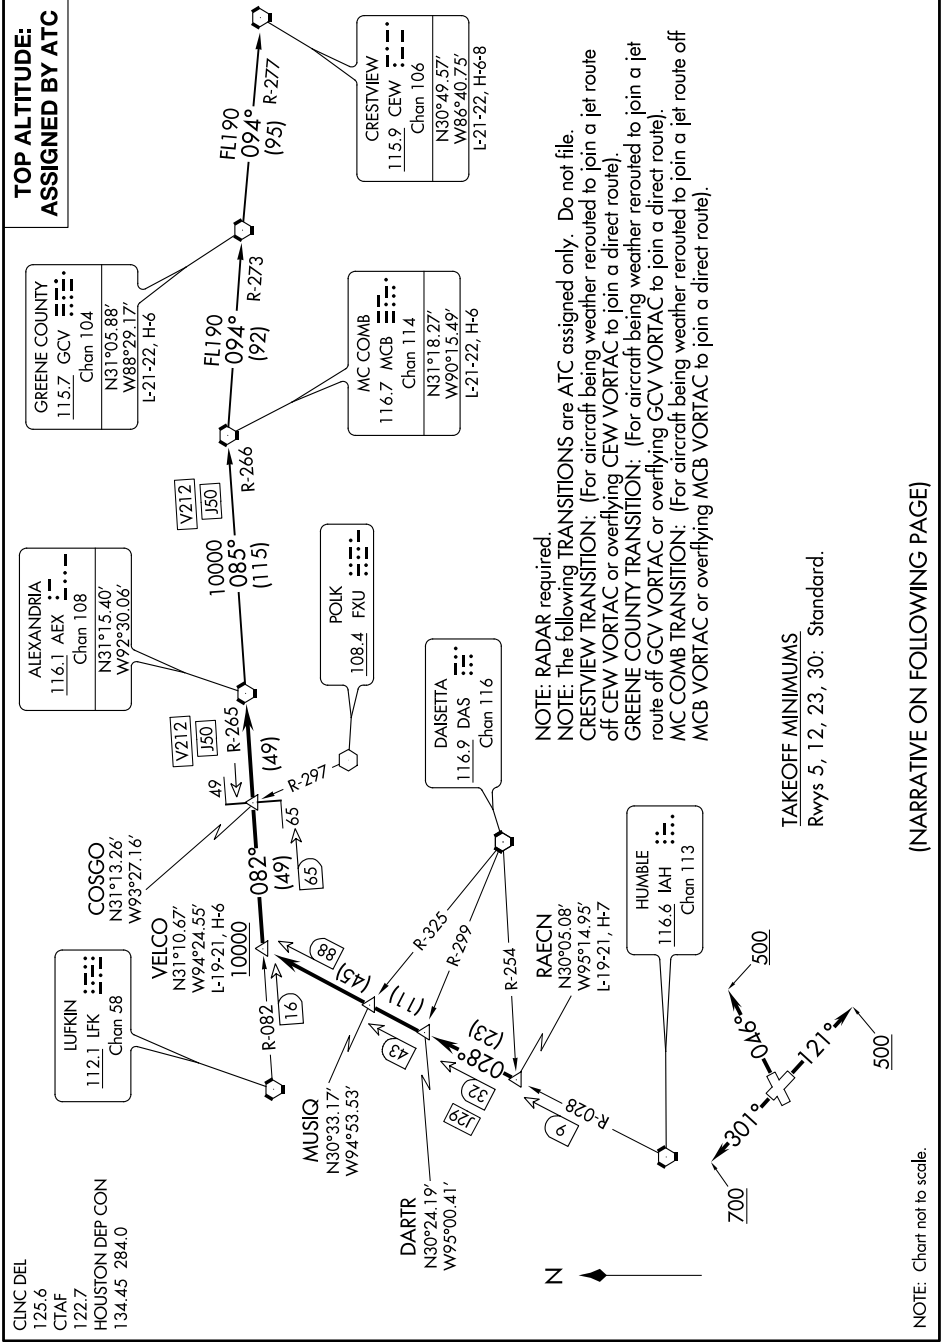 CLNC DEL
125.6
CTAF
122.7
HOUSTON DEP CON
134.45 284.0
TOP ALTITUDE:
ASSIGNED BY ATC
LUFKIN
112.1 LFK
Chan 58
ALEXANDRIA
116.1 AEX
Chan 108
N31°15.40′
W92°30.06′
GREENE COUNTY
115.7 GCV
Chan 104
N31°05.88′
W88°29.17′
L-21-22, H-6
COSGO
N31°13.26′
W93°27.16′
VELCO
N31°10.67′
W94°24.55′
L-19-21, H-6
10000
R-082
16
082°
(49)
65
65
49
R-265
V212
J50
(49)
R-297
10000
085°
(115)
V212
J50
R-266
FL190
094°
(92)
R-273
FL190
094°
(95)
R-277
POLK
108.4 FXU
MC COMB
116.7 MCB
Chan 114
N31°18.27′
W90°15.49′
L-21-22, H-6
CRESTVIEW
115.9 CEW
Chan 106
N30°49.57′
W86°40.75′
L-21-22, H-6-8
MUSIQ
N30°33.17′
W94°53.53′
88
(45)
R-325
43
(11)
R-299
DAISETTA
116.9 DAS
Chan 116
DARTR
N30°24.19′
W95°00.41′
J29
32
028°
(23)
R-254
RAECN
N30°05.08′
W95°14.95′
L-19-21, H-7
9
R-028
HUMBLE
116.6 IAH
Chan 113
N
700
301°
046°
500
121°
500
NOTE: RADAR required.
NOTE: The following TRANSITIONS are ATC assigned only. Do not file.
CRESTVIEW TRANSITION: (For aircraft being weather rerouted to join a jet route
off CEW VORTAC or overflying CEW VORTAC to join a direct route).
GREENE COUNTY TRANSITION: (For aircraft being weather rerouted to join a jet
route off GCV VORTAC or overflying GCV VORTAC to join a direct route).
MC COMB TRANSITION: (For aircraft being weather rerouted to join a jet route off
MCB VORTAC or overflying MCB VORTAC to join a direct route).
TAKEOFF MINIMUMS
Rwys 5, 12, 23, 30: Standard.
NOTE: Chart not to scale.
(NARRATIVE ON FOLLOWING PAGE)